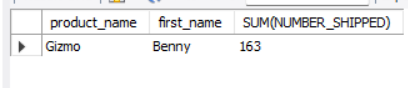 product_name first_name SUM(NUMBER_SHIPPED)
Gizmo Benny 163